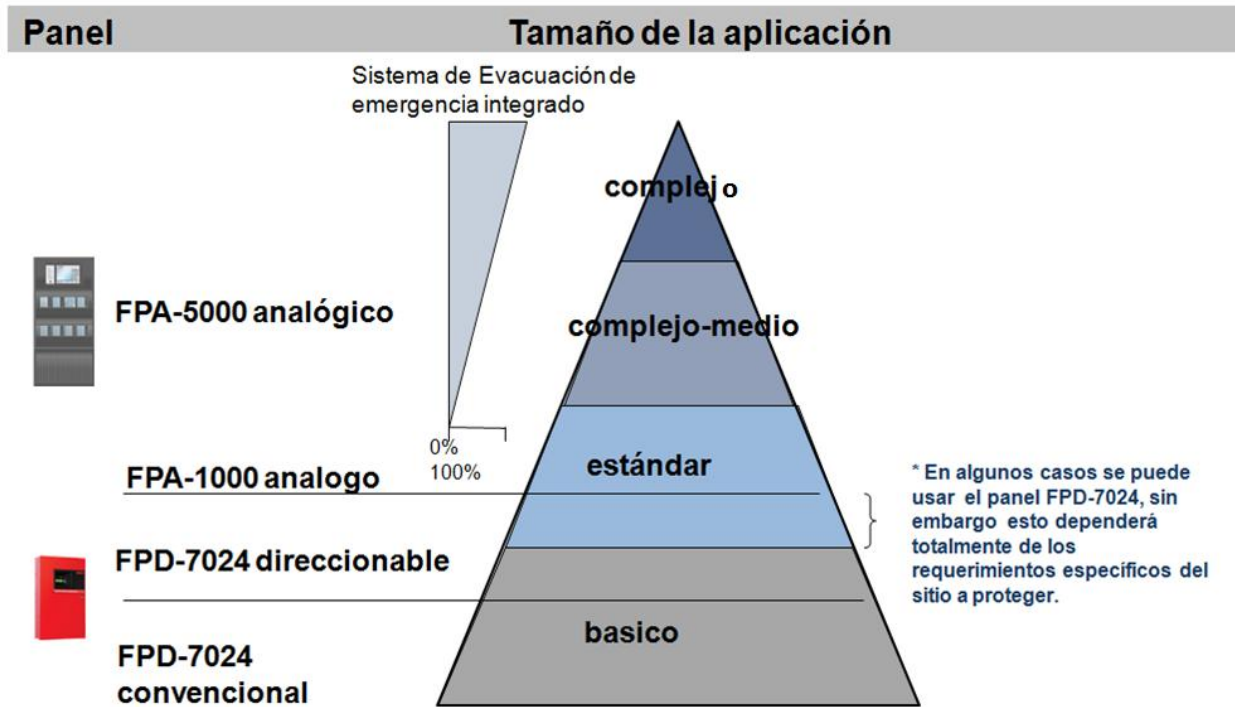 Panel
Tamaño de la aplicación
Sistema de Evacuación de
emergencia integrado
complejo
FPA-5000 analógico
complejo-medio
0%
100%
estándar
FPA-1000 analogo
* En algunos casos se puede
usar el panel FPD-7024, sin
embargo esto dependerá
totalmente de los
requerimientos específicos del
sitio a proteger.
FPD-7024 direccionable
basico
FPD-7024
convencional